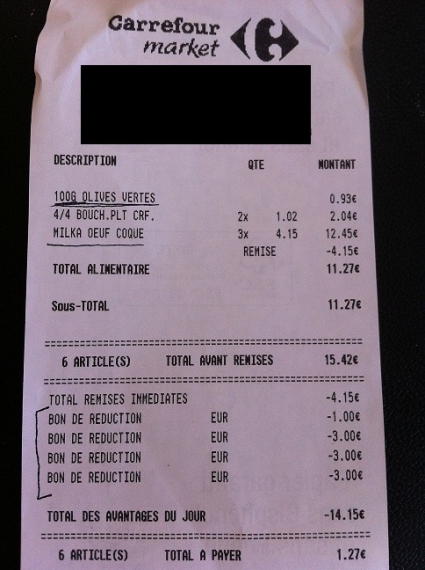 Carrefour
market
DESCRIPTION QTE MONTANT
100G OLIVES VERTES 0.93€
4/4 BOUCH.PLT CRF. 2x 1.02 2.04€
MILKA OEUF COQUE 3x 4.15 12.45€
REMISE -4.15€
TOTAL ALIMENTAIRE 11.27€
Sous-TOTAL 11.27€
6 ARTICLE(S) TOTAL AVANT REMISES 15.42€
TOTAL REMISES IMMEDIATES -4.15€
BON DE REDUCTION EUR -1.00€
BON DE REDUCTION EUR -3.00€
BON DE REDUCTION EUR -3.00€
BON DE REDUCTION EUR -3.00€
TOTAL DES AVANTAGES DU JOUR -14.15€
6 ARTICLE(S) TOTAL A PAYER 1.27€